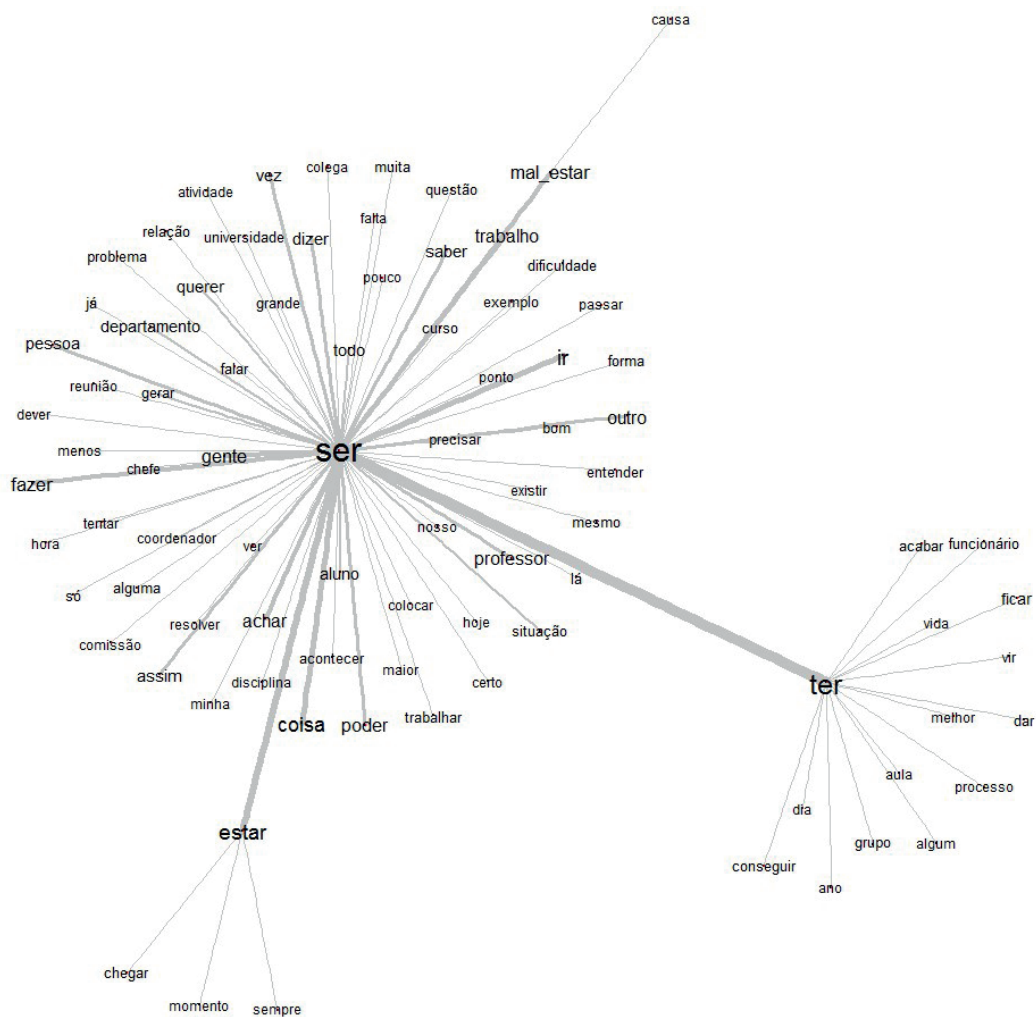 causa
vez
colega
muita
mal_estar
atividade
questão
falta
relação
universidade
dizer
trabalho
saber
problema
dificuldade
querer
pouco
já
grande
exemplo
passar
departamento
curso
pessoa
todo
ir
forma
falar
ponto
reunião
gerar
dever
outro
bom
precisar
menos
ser
gente
chefe
entender
fazer
existir
tentar
nosso
mesmo
hora
coordenador
ver
professor
acabar
funcionário
aluno
lá
só
alguma
ficar
colocar
achar
hoje
vida
resolver
situação
comissão
vir
acontecer
assim
maior
disciplina
certo
ter
minha
melhor
dar
coisa
poder
trabalhar
aula
processo
dia
estar
grupo
algum
conseguir
ano
chegar
momento
sempre